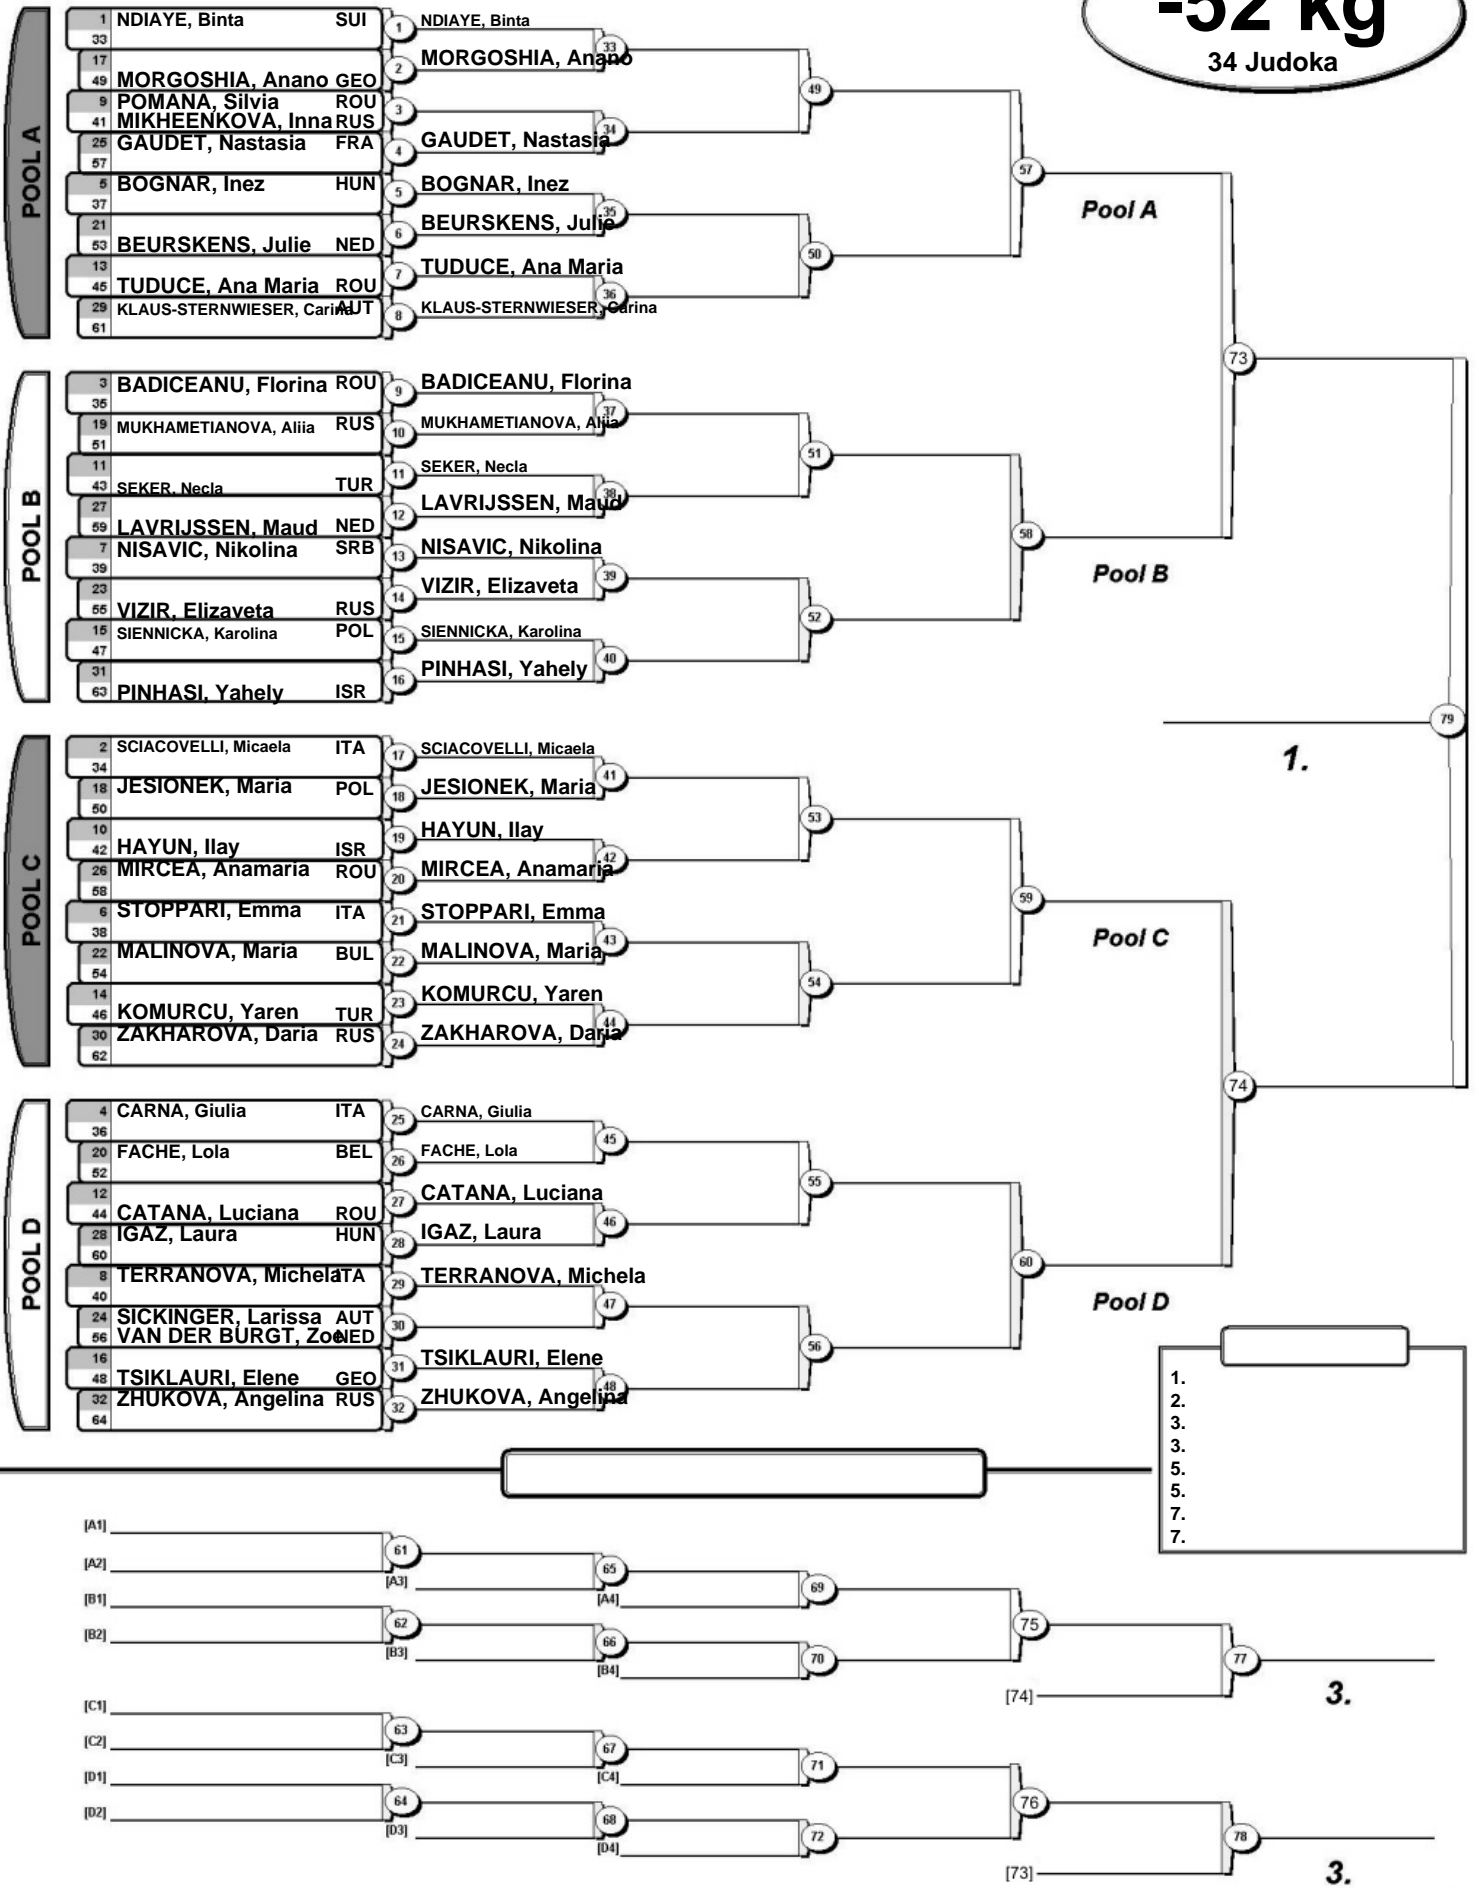 -52 kg
34 Judoka
POOL A
1 NDIAYE, Binta SUI
33
17
49 MORGOSHIA, Anano GEO
9 POMANA, Silvia ROU
41 MIKHEENKOVA, Inna RUS
25 GAUDET, Nastasia FRA
57
5 BOGNAR, Inez HUN
37
21
53 BEURSKENS, Julie NED
13
45 TUDUCE, Ana Maria ROU
29 KLAUS-STERNWIESER, Carina AUT
61
1 NDIAYE, Binta
2 MORGOSHIA, Anano
3
4 GAUDET, Nastasia
5 BOGNAR, Inez
6 BEURSKENS, Julie
7 TUDUCE, Ana Maria
8 KLAUS-STERNWIESER, Carina
33
34
35
36
49
50
57
Pool A
POOL B
3 BADICEANU, Florina ROU
35
19 MUKHAMETIANOVA, Aliia RUS
51
11
43 SEKER, Necla TUR
27
59 LAVRIJSSEN, Maud NED
7 NISAVIC, Nikolina SRB
39
23
55 VIZIR, Elizaveta RUS
15 SIENNICKA, Karolina POL
47
31
63 PINHASI, Yahely ISR
9 BADICEANU, Florina
10 MUKHAMETIANOVA, Aliia
11 SEKER, Necla
12 LAVRIJSSEN, Maud
13 NISAVIC, Nikolina
14 VIZIR, Elizaveta
15 SIENNICKA, Karolina
16 PINHASI, Yahely
37
38
39
40
51
52
58
Pool B
73
POOL C
2 SCIACOVELLI, Micaela ITA
34
18 JESIONEK, Maria POL
50
10
42 HAYUN, Ilay ISR
26 MIRCEA, Anamaria ROU
58
6 STOPPARI, Emma ITA
38
22 MALINOVA, Maria BUL
54
14
46 KOMURCU, Yaren TUR
30 ZAKHAROVA, Daria RUS
62
17 SCIACOVELLI, Micaela
18 JESIONEK, Maria
19 HAYUN, Ilay
20 MIRCEA, Anamaria
21 STOPPARI, Emma
22 MALINOVA, Maria
23 KOMURCU, Yaren
24 ZAKHAROVA, Daria
41
42
43
44
53
54
59
Pool C
79
1.
POOL D
4 CARNA, Giulia ITA
36
20 FACHE, Lola BEL
52
12
44 CATANA, Luciana ROU
28 IGAZ, Laura HUN
60
8 TERRANOVA, Michela ITA
40
24 SICKINGER, Larissa AUT
56 VAN DER BURGT, Zoe NED
16
48 TSIKLAURI, Elene GEO
32 ZHUKOVA, Angelina RUS
64
25 CARNA, Giulia
26 FACHE, Lola
27 CATANA, Luciana
28 IGAZ, Laura
29 TERRANOVA, Michela
30
31 TSIKLAURI, Elene
32 ZHUKOVA, Angelina
45
46
47
48
55
56
60
Pool D
74
1.
2.
3.
3.
5.
5.
7.
7.
[A1]
[A2]
61
[A3]
65
[A4]
69
[B1]
[B2]
62
[B3]
66
[B4]
70
75
[74]
77
3.
[C1]
[C2]
63
[C3]
67
[C4]
71
[D1]
[D2]
64
[D3]
68
[D4]
72
76
[73]
78
3.